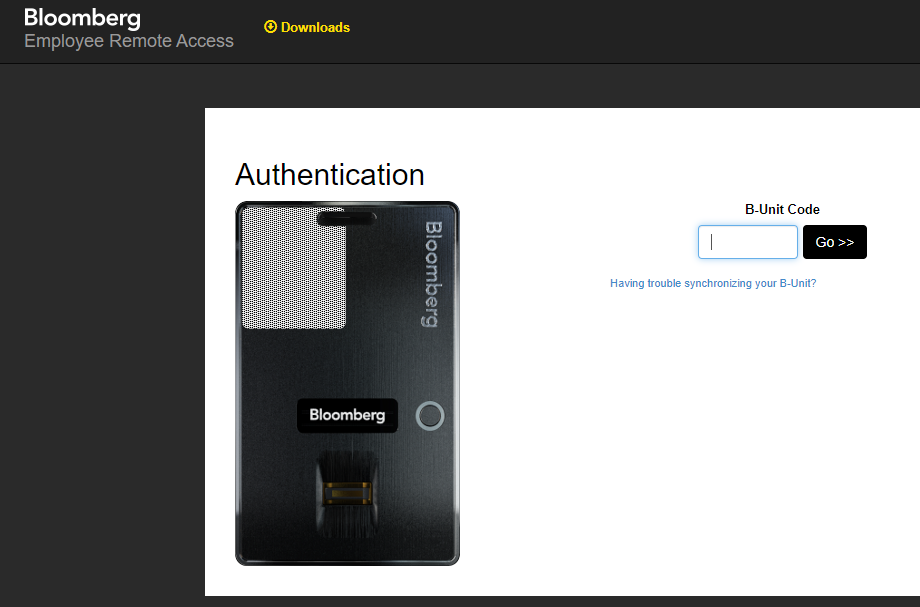 Bloomberg
Employee Remote Access
Downloads
Authentication
Bloomberg
Bloomberg
B-Unit Code
Go >>
Having trouble synchronizing your B-Unit?